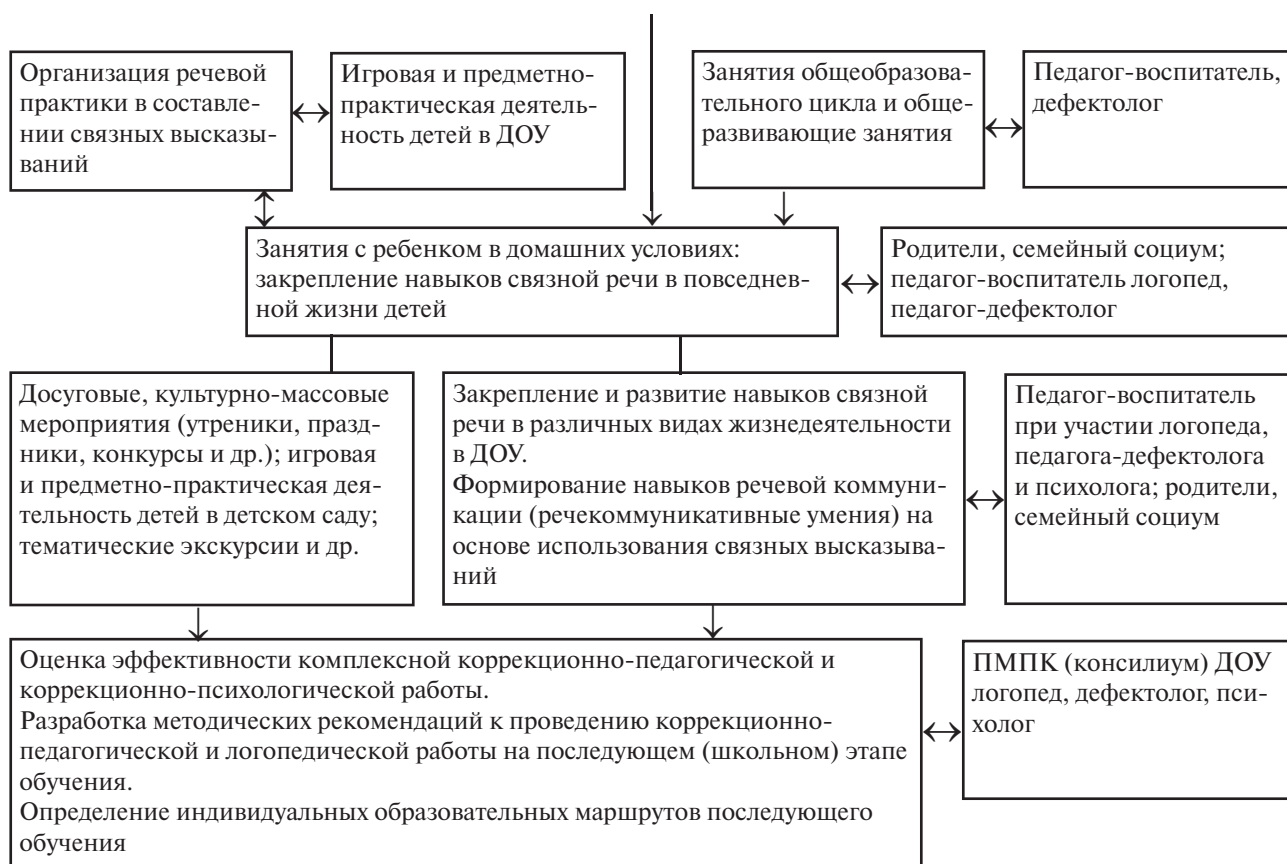 Организация речевой
практики в составле-
нии связных высказы-
ваний
Игровая и предметно-
практическая деятель-
ность детей в ДОУ
Занятия общеобразова-
тельного цикла и обще-
развивающие занятия
Педагог-воспитатель,
дефектолог
Занятия с ребенком в домашних условиях:
закрепление навыков связной речи в повседнев-
ной жизни детей
Родители, семейный социум;
педагог-воспитатель логопед,
педагог-дефектолог
Досуговые, культурно-массовые
мероприятия (утреники, празд-
ники, конкурсы и др.); игровая
и предметно-практическая дея-
тельность детей в детском саду;
тематические экскурсии и др.
Закрепление и развитие навыков связной
речи в различных видах жизнедеятельности
в ДОУ.
Формирование навыков речевой коммуни-
кации (речекоммуникативные умения) на
основе использования связных высказыва-
ний
Педагог-воспитатель
при участии логопеда,
педагога-дефектолога
и психолога; родители,
семейный социум
Оценка эффективности комплексной коррекционно-педагогической и
коррекционно-психологической работы.
Разработка методических рекомендаций к проведению коррекционно-
педагогической и логопедической работы на последующем (школьном) этапе
обучения.
Определение индивидуальных образовательных маршрутов последующего
обучения
ПМПК (консилиум) ДОУ
логопед, дефектолог, пси-
холог